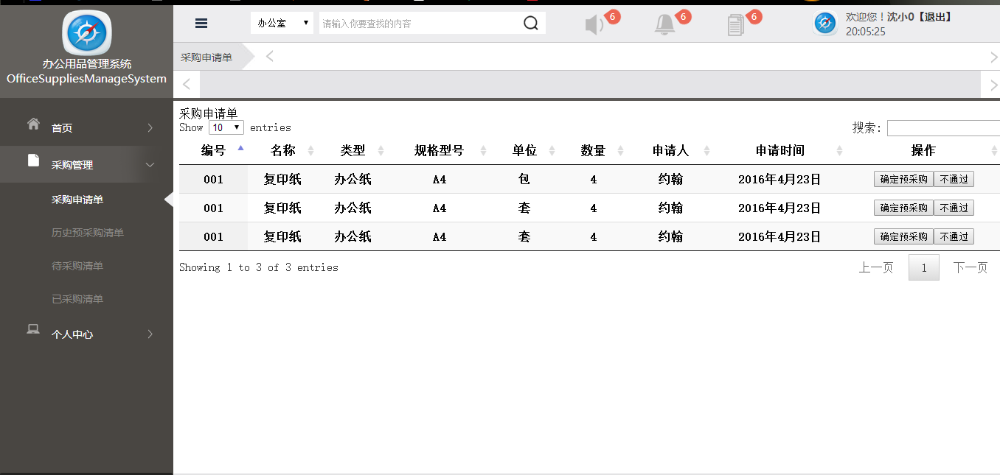 办公用品管理系统
OfficeSuppliesManageSystem
首页
采购管理
采购申请单
历史预采购清单
待采购清单
已采购清单
个人中心
办公室 请输入你要查找的内容 6 6 6 欢迎您！沈小0【退出】
20:05:25
采购申请单
采购申请单
Show 10 entries 搜索:
编号 名称 类型 规格型号 单位 数量 申请人 申请时间 操作
001 复印纸 办公纸 A4 包 4 约翰 2016年4月23日 确定预采购 不通过
001 复印纸 办公纸 A4 套 4 约翰 2016年4月23日 确定预采购 不通过
001 复印纸 办公纸 A4 套 4 约翰 2016年4月23日 确定预采购 不通过
Showing 1 to 3 of 3 entries 上一页 1 下一页